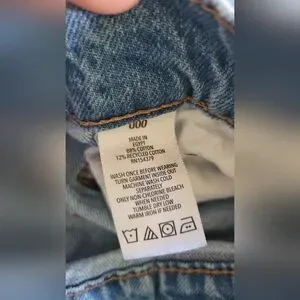 000
MADE IN
EGYPT
88% COTTON
12% RECYCLED COTTON
RN154379
WASH ONCE BEFORE WEARING
TURN GARMENT INSIDE OUT
MACHINE WASH COLD
SEPARATELY
ONLY NON CHLORINE BLEACH
WHEN NEEDED
TUMBLE DRY LOW
WARM IRON IF NEEDED